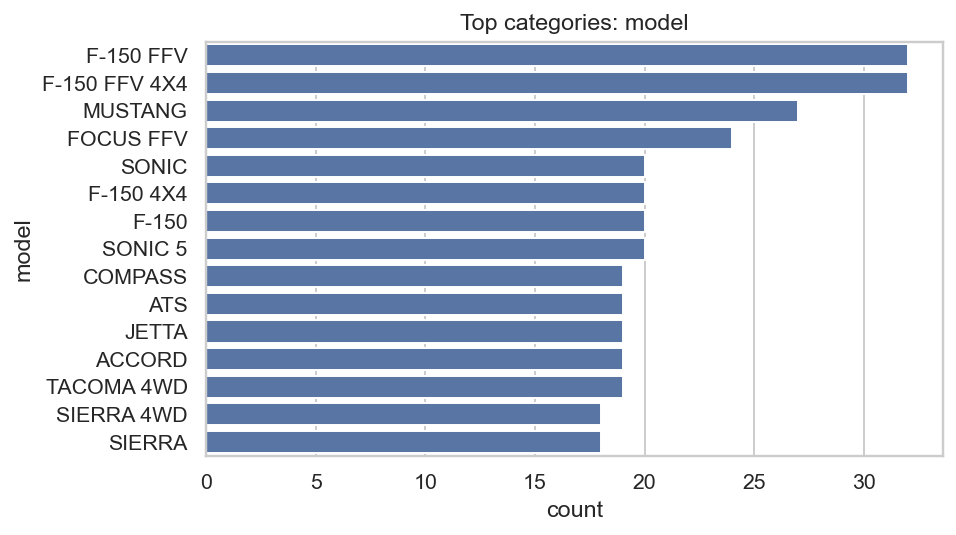 Top categories: model
F-150 FFV
F-150 FFV 4X4
MUSTANG
FOCUS FFV
SONIC
F-150 4X4
F-150
SONIC 5
COMPASS
ATS
JETTA
ACCORD
TACOMA 4WD
SIERRA 4WD
SIERRA
model
0 5 10 15 20 25 30
count